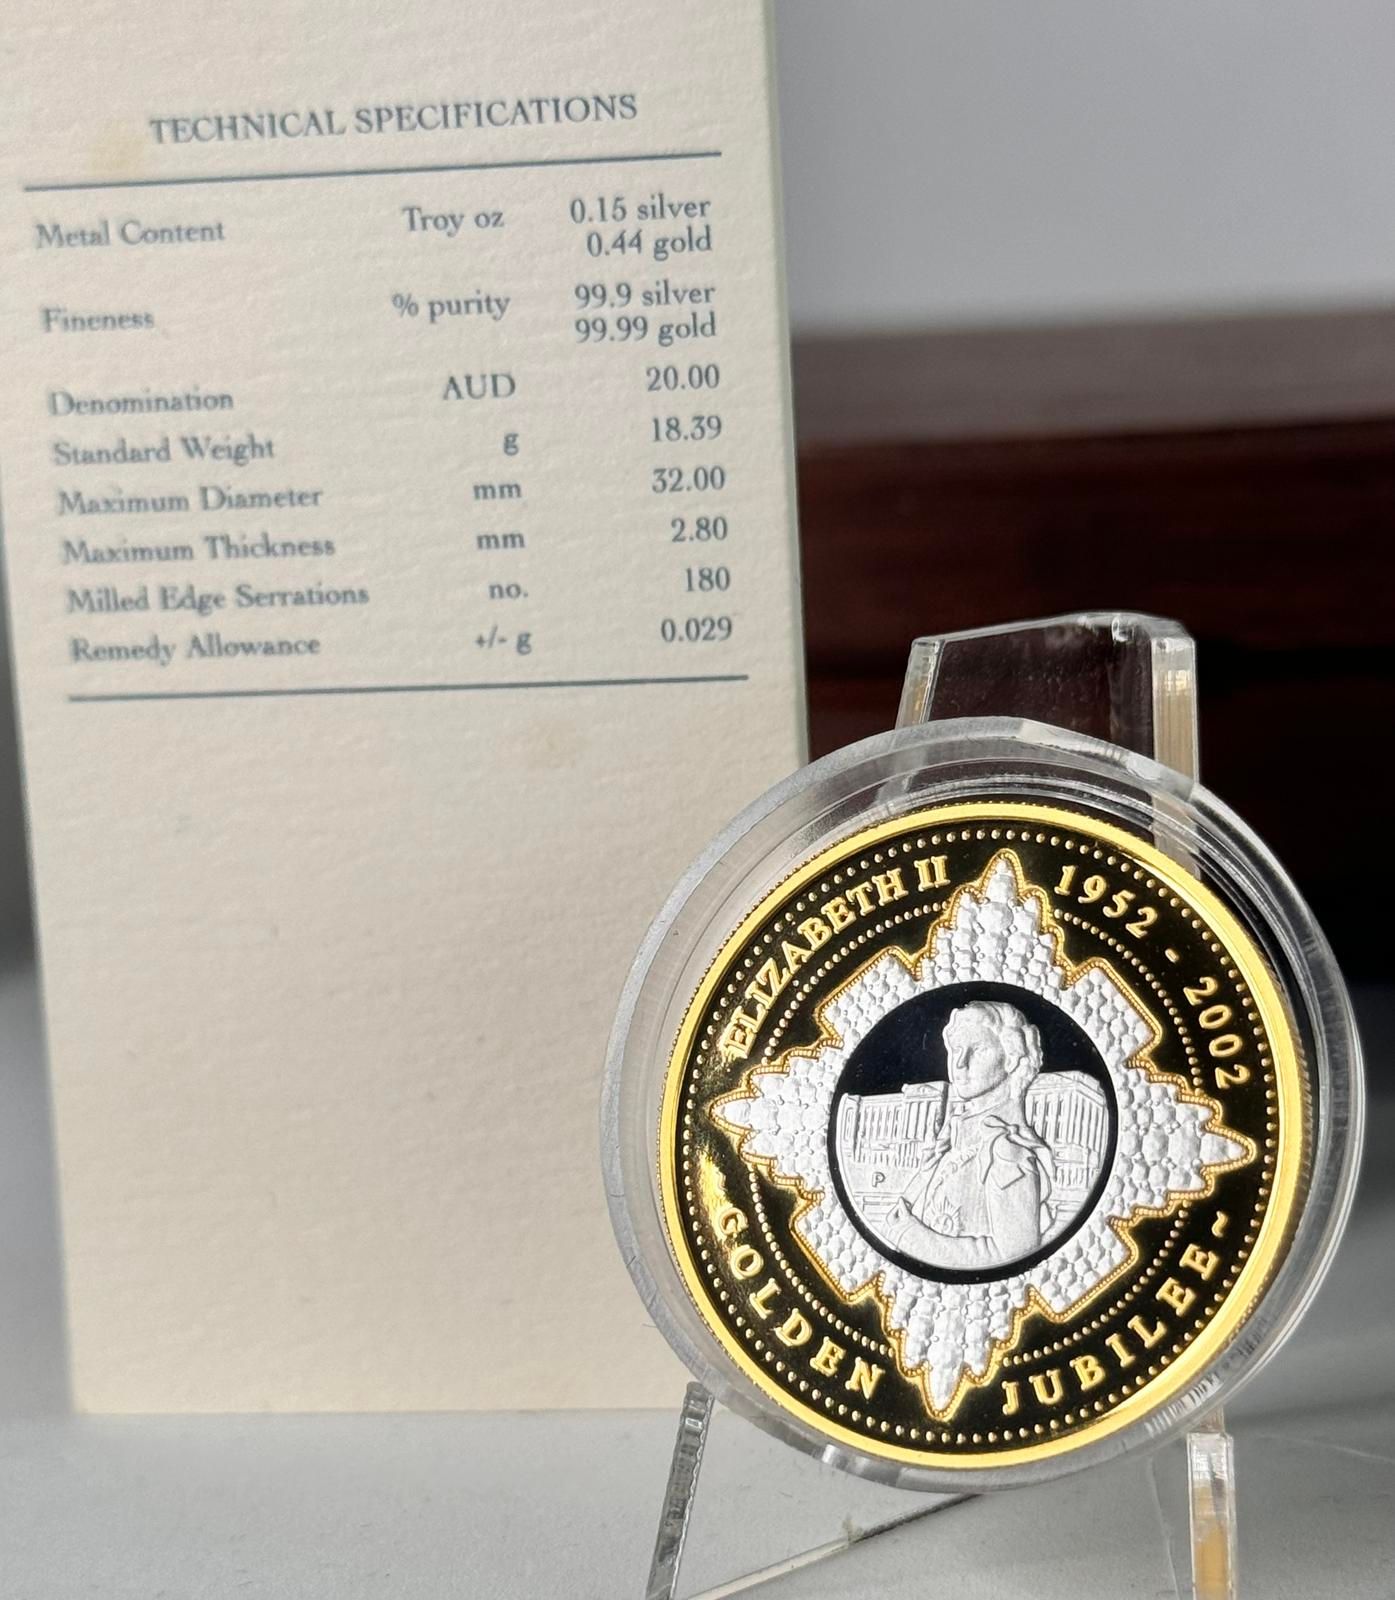 TECHNICAL SPECIFICATIONS
Metal Content Troy oz 0.15 silver
0.44 gold
Fineness % purity 99.9 silver
99.99 gold
Denomination AUD 20.00
Standard Weight g 18.39
Maximum Diameter mm 32.00
Maximum Thickness mm 2.80
Milled Edge Serrations no. 180
Remedy Allowance +/- g 0.029
ELIZABETH II 1952 - 2002
P
~ GOLDEN JUBILEE ~